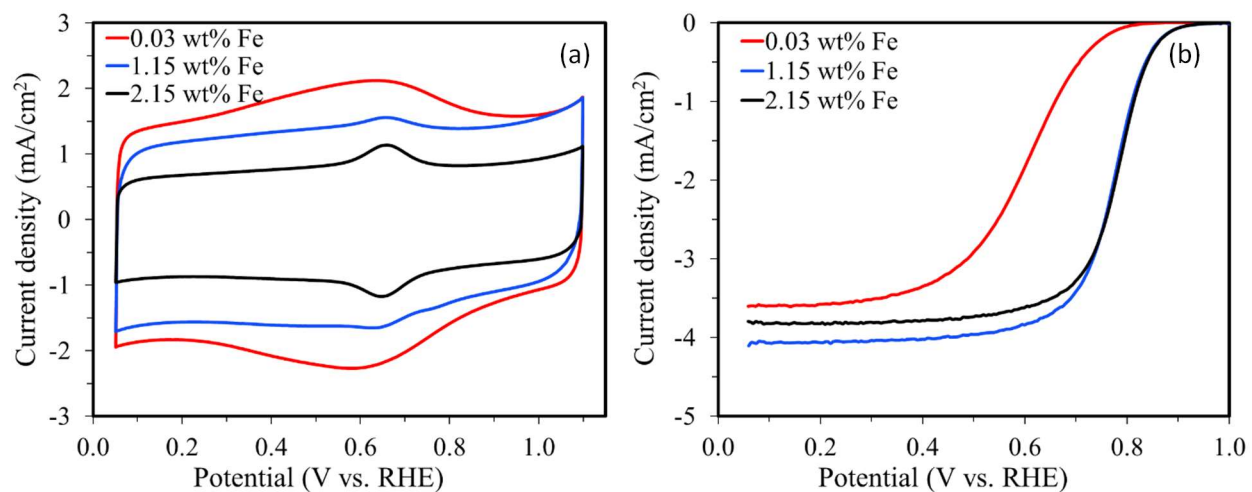 3
2
1
0
-1
-2
-3
Current density (mA/cm²)
0.03 wt% Fe
1.15 wt% Fe
2.15 wt% Fe
(a)
0.0 0.2 0.4 0.6 0.8 1.0
Potential (V vs. RHE)
0
-1
-2
-3
-4
-5
Current density (mA/cm²)
0.03 wt% Fe
1.15 wt% Fe
2.15 wt% Fe
(b)
0.0 0.2 0.4 0.6 0.8 1.0
Potential (V vs. RHE)